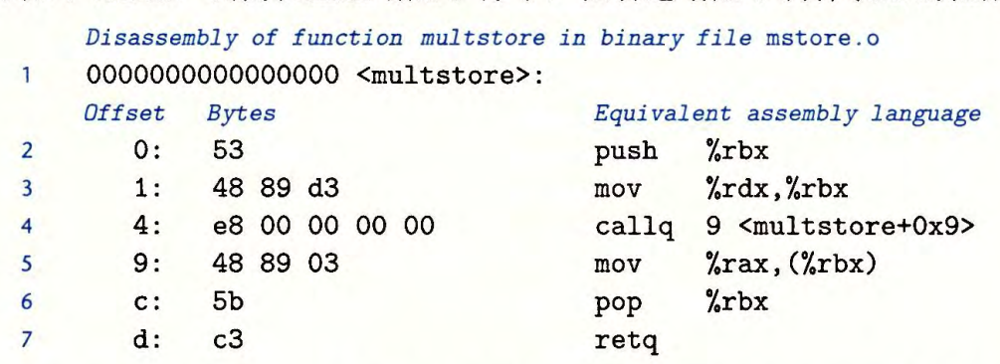 Disassembly of function multstore in binary file mstore.o
1 0000000000000000 <multstore>:
Offset Bytes Equivalent assembly language
2 0: 53 push %rbx
3 1: 48 89 d3 mov %rdx,%rbx
4 4: e8 00 00 00 00 callq 9 <multstore+0x9>
5 9: 48 89 03 mov %rax,(%rbx)
6 c: 5b pop %rbx
7 d: c3 retq